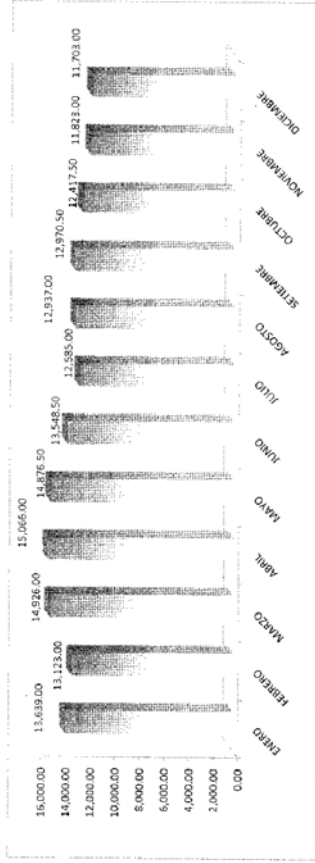 16,000.00
14,000.00
12,000.00
10,000.00
8,000.00
6,000.00
4,000.00
2,000.00
0.00
13,639.00
13,123.00
14,926.00
15,066.00
14,876.50
13,548.50
12,585.00
12,937.00
12,970.50
12,417.50
11,823.00
11,703.00
ENERO
FEBRERO
MARZO
ABRIL
MAYO
JUNIO
JULIO
AGOSTO
SETIEMBRE
OCTUBRE
NOVIEMBRE
DICIEMBRE